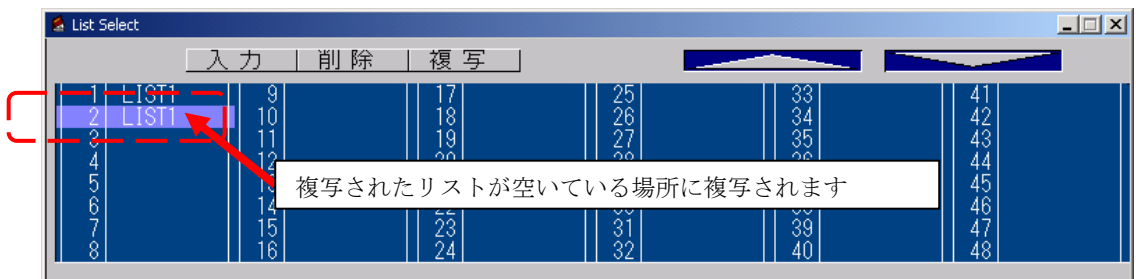 List Select
入力 削除 複写
1 LIST1 9 17 25 33 41
2 LIST1 10 18 26 34 42
3 11 19 27 35 43
4 12 44
複写されたリストが空いている場所に複写されます
5 45
6 14 46
7 15 23 31 39 47
8 16 24 32 40 48